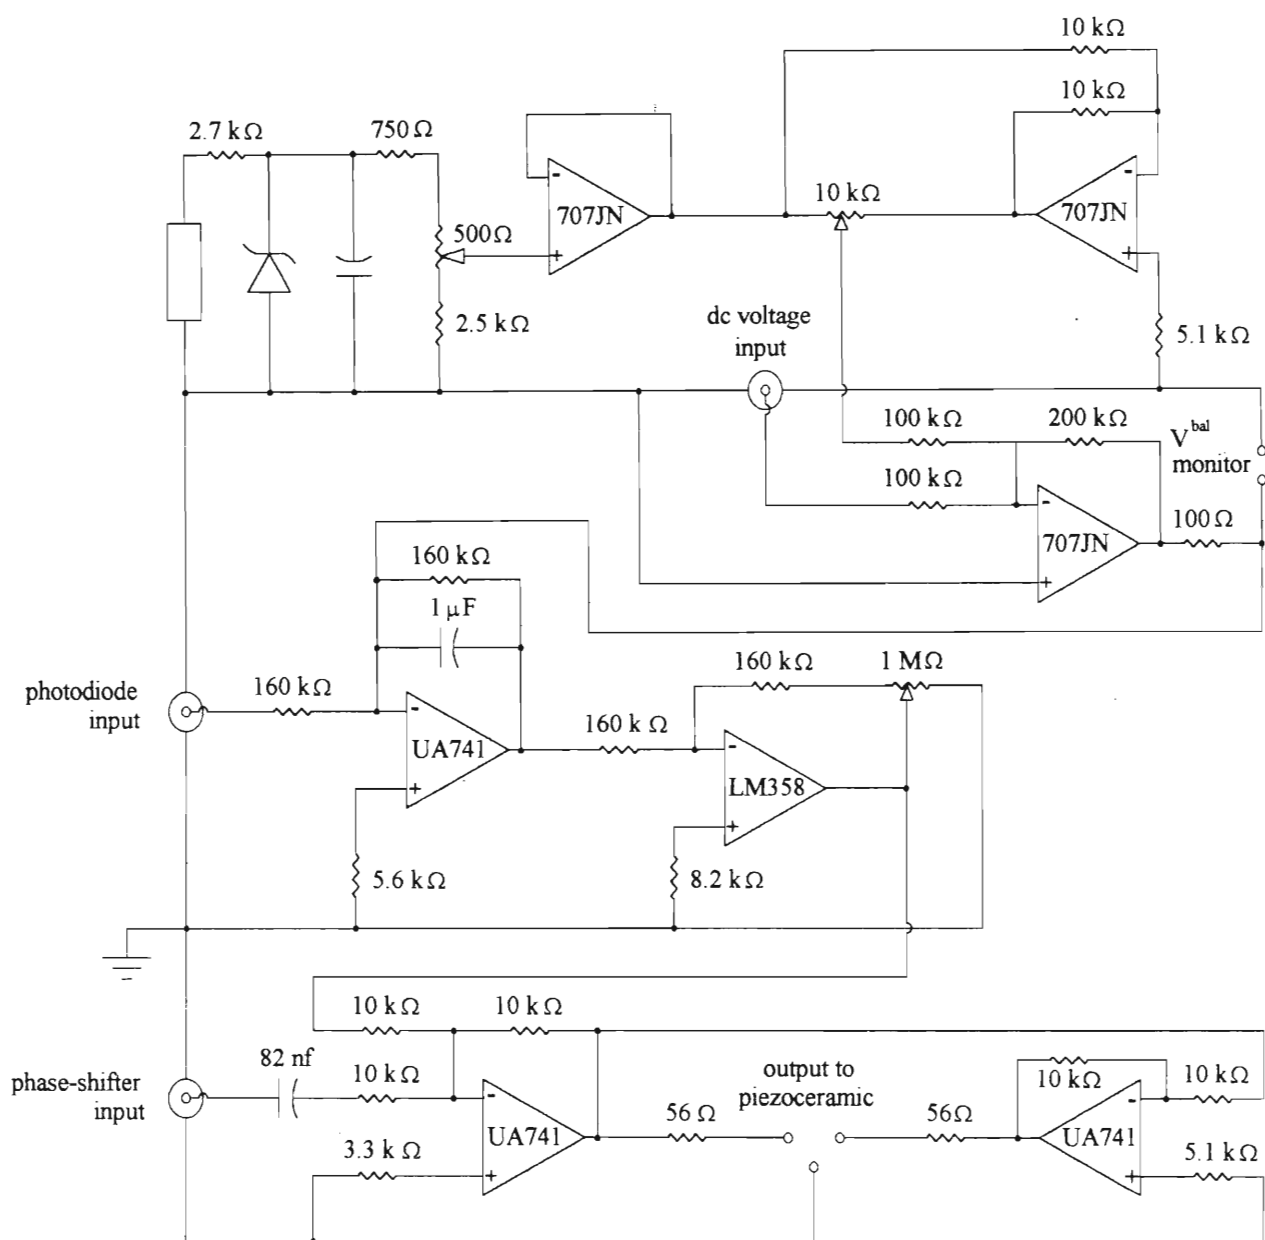 10 kΩ
10 kΩ
2.7 kΩ
750 Ω
-
707JN
+
10 kΩ
-
707JN
+
500Ω
2.5 kΩ
dc voltage
input
5.1 kΩ
100 kΩ
200 kΩ
V^bal
monitor
100 kΩ
-
707JN
+
100 Ω
160 kΩ
1 μF
photodiode
input
160 kΩ
-
UA741
+
160 kΩ
1 MΩ
160 k Ω
-
LM358
+
5.6 kΩ
8.2 kΩ
10 kΩ
10 kΩ
82 nf
phase-shifter
input
10 kΩ
-
UA741
+
3.3 k Ω
56 Ω
output to
piezoceramic
56Ω
10 kΩ
-
UA741
+
10 kΩ
5.1 kΩ